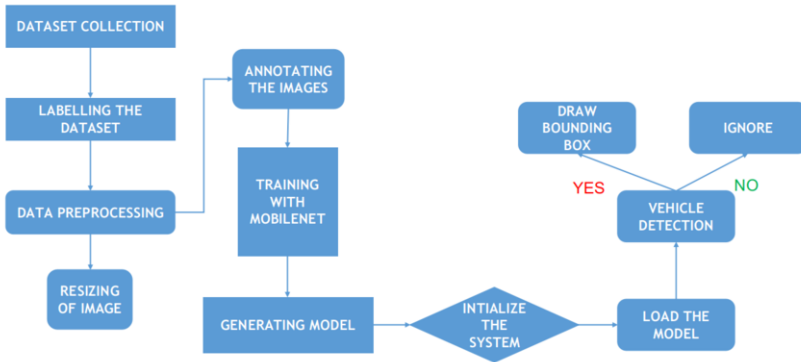 DATASET COLLECTION
LABELLING THE
DATASET
DATA PREPROCESSING
RESIZING
OF IMAGE
ANNOTATING
THE IMAGES
TRAINING
WITH
MOBILENET
GENERATING MODEL
INTIALIZE
THE
SYSTEM
LOAD THE
MODEL
VEHICLE
DETECTION
YES
NO
DRAW
BOUNDING
BOX
IGNORE